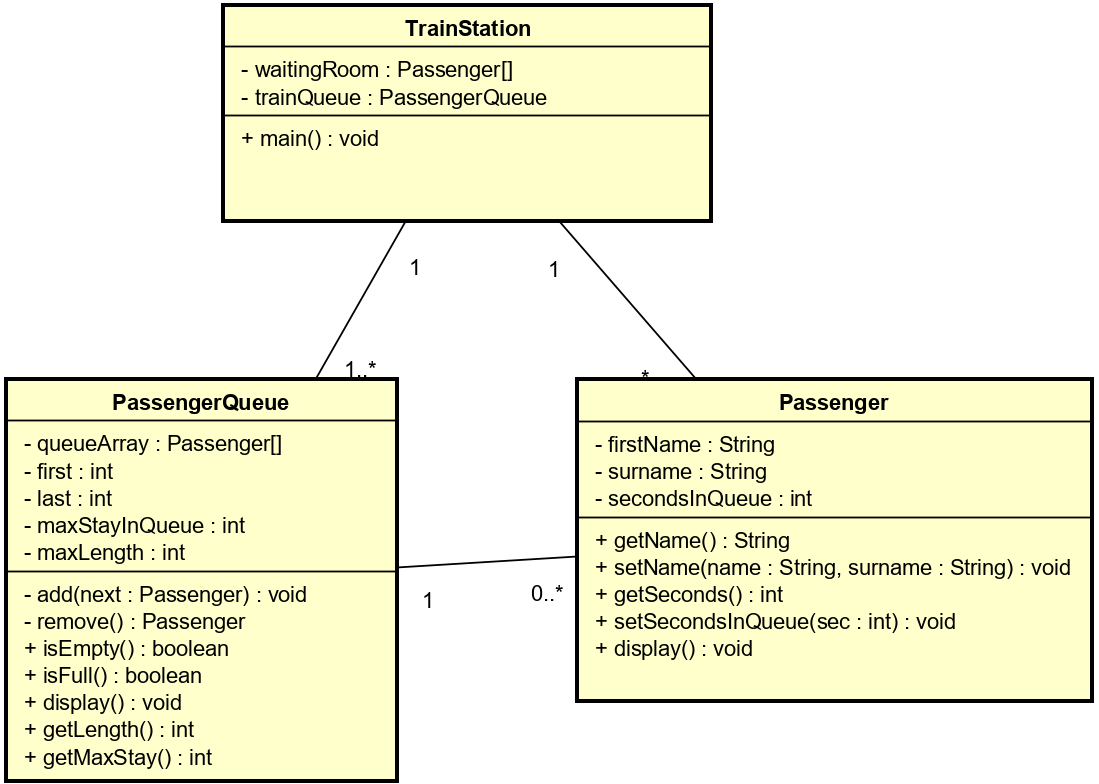 TrainStation
- waitingRoom : Passenger[]
- trainQueue : PassengerQueue
+ main() : void
1
1
1..*
*
PassengerQueue
- queueArray : Passenger[]
- first : int
- last : int
- maxStayInQueue : int
- maxLength : int
- add(next : Passenger) : void
- remove() : Passenger
+ isEmpty() : boolean
+ isFull() : boolean
+ display() : void
+ getLength() : int
+ getMaxStay() : int
1
0..*
Passenger
- firstName : String
- surname : String
- secondsInQueue : int
+ getName() : String
+ setName(name : String, surname : String) : void
+ getSeconds() : int
+ setSecondsInQueue(sec : int) : void
+ display() : void